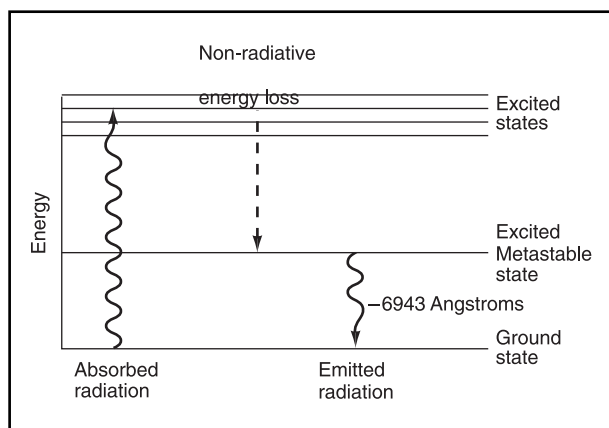 Non-radiative
energy loss
Excited
states
Energy
Excited
Metastable
state
–6943 Angstroms
Ground
state
Absorbed
radiation
Emitted
radiation